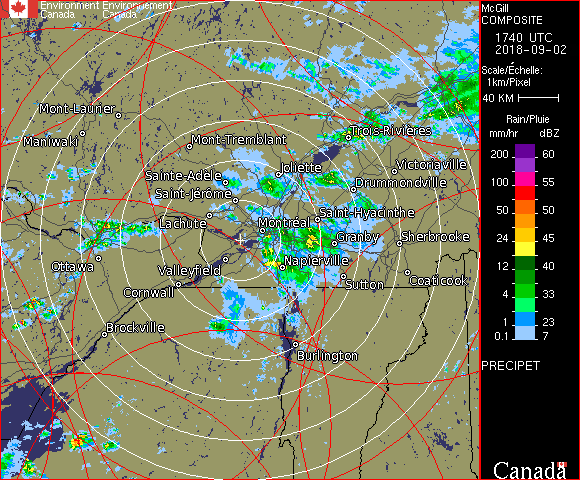 Environment Environnement
Canada Canada
McGill
COMPOSITE
1740 UTC
2018-09-02
Scale/Échelle:
1km/Pixel
40 KM
Rain/Pluie
mm/hr dBZ
200 60
100 55
50 50
24 45
12 40
4 33
1 23
0.1 7
PRECIPET
Canada
Mont-Laurier
Maniwaki
Mont-Tremblant
Trois-Rivières
Sainte-Adèle
Joliette
Victoriaville
Saint-Jérôme
Drummondville
Lachute
Saint-Hyacinthe
Montréal
Granby
Sherbrooke
Ottawa
Valleyfield
Napierville
Cornwall
Sutton
Coaticook
Brockville
Burlington